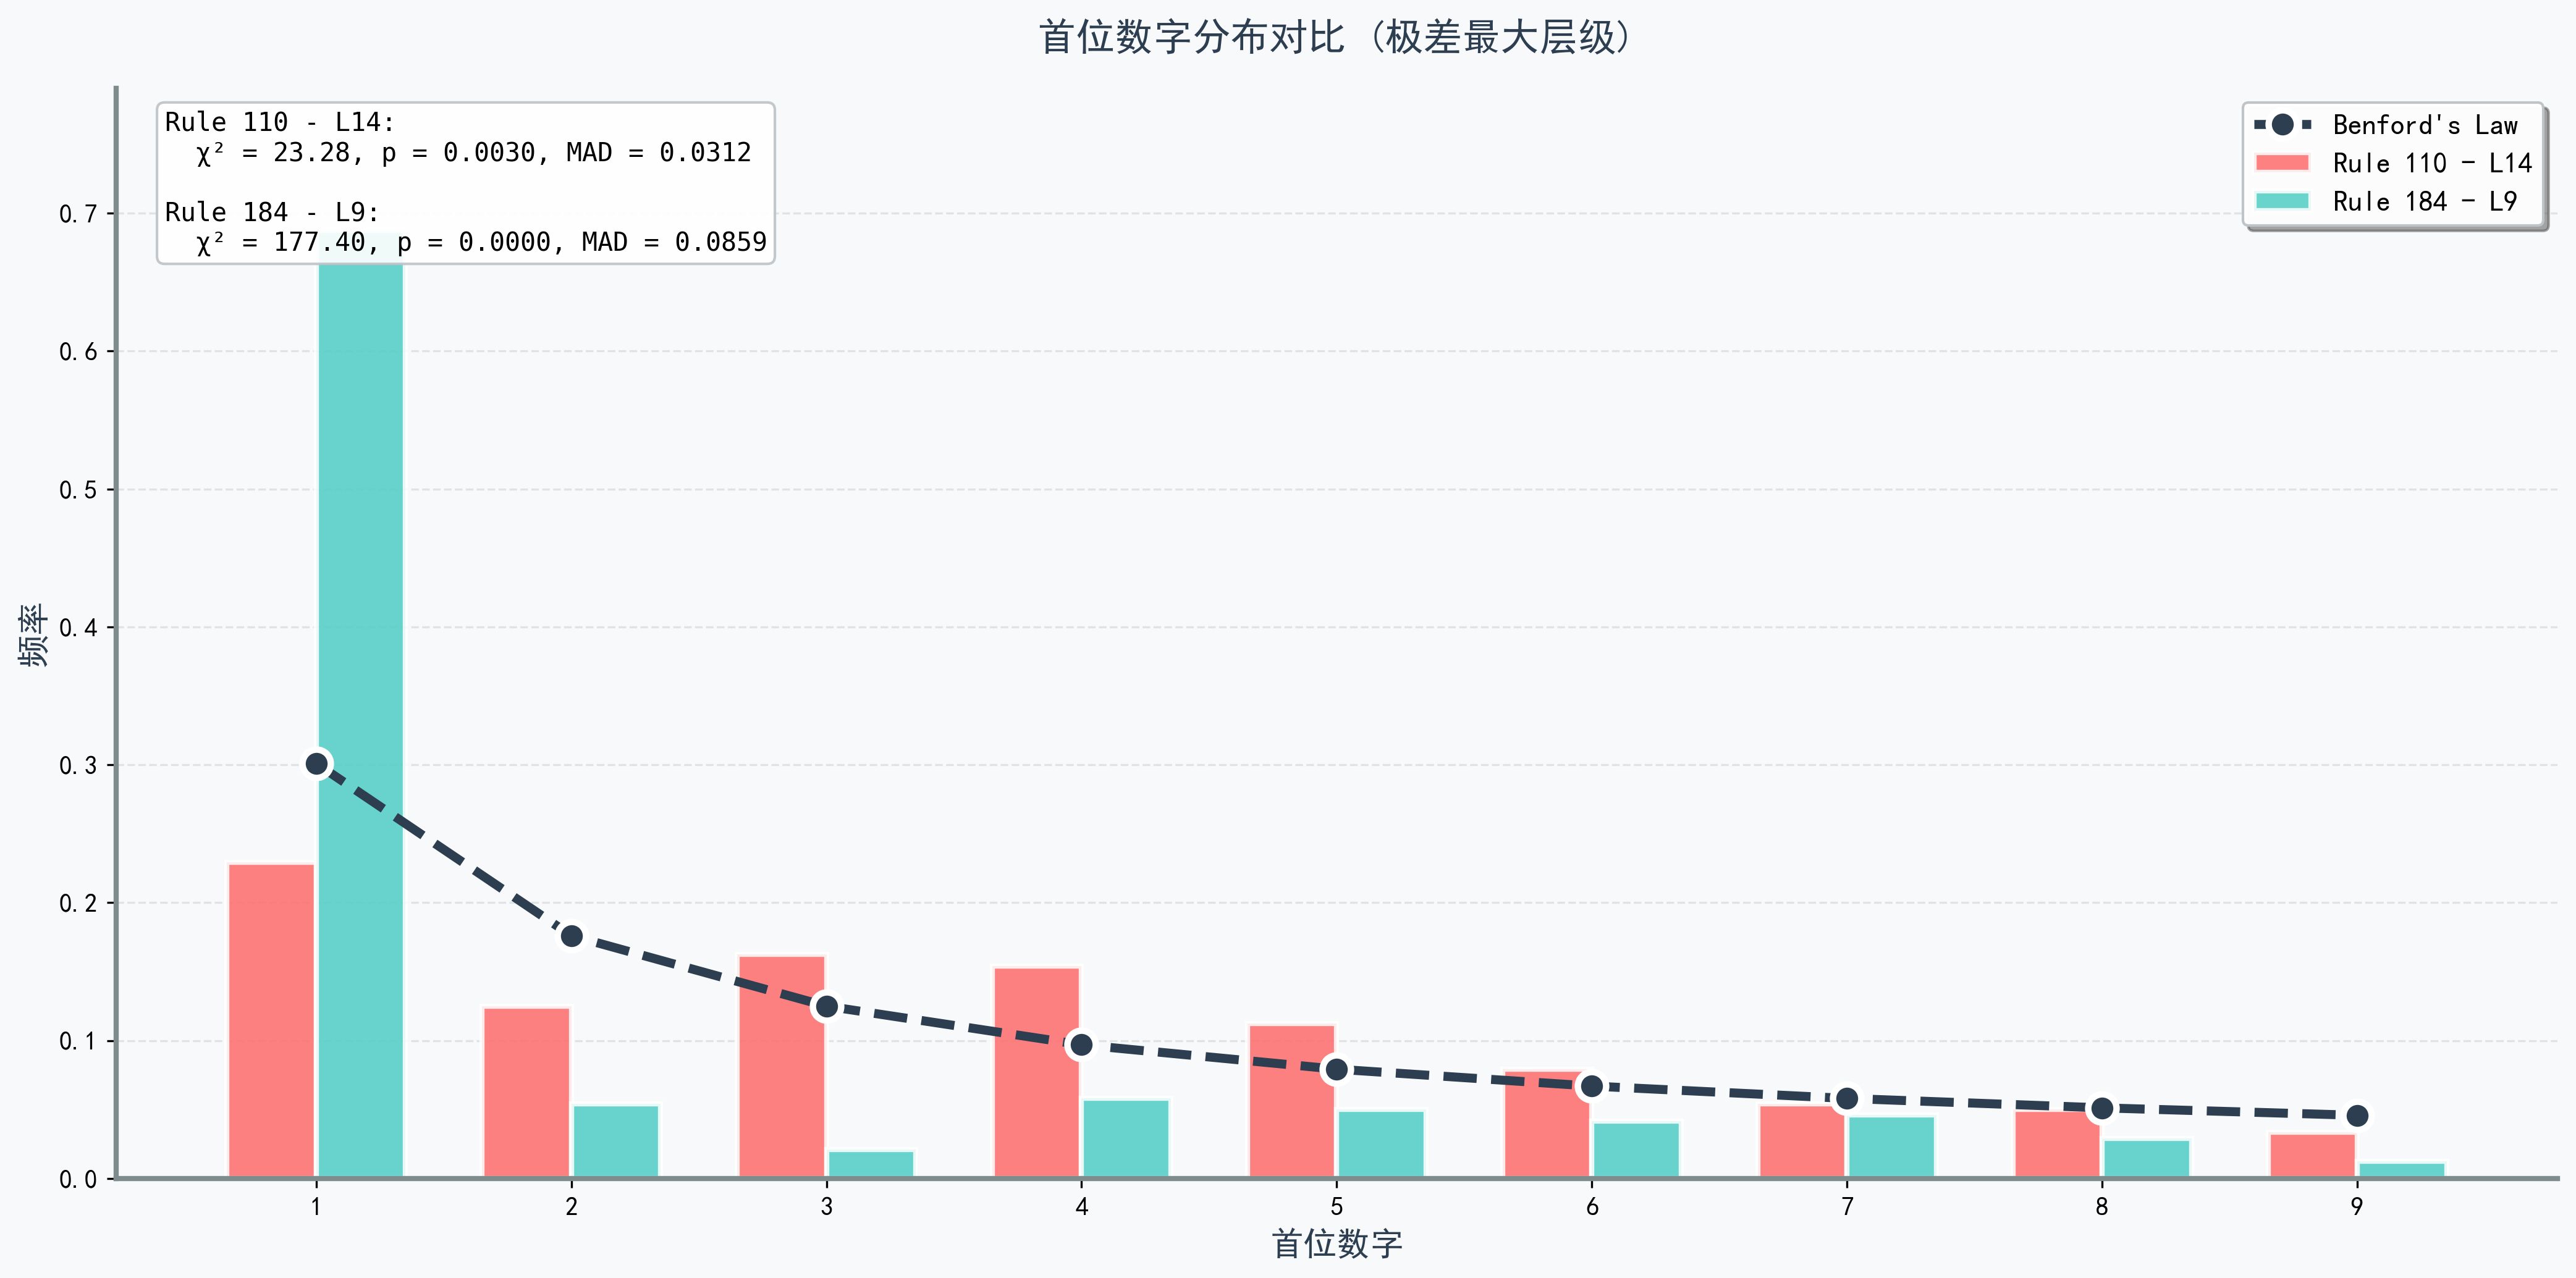 首位数字分布对比 (极差最大层级)
Rule 110 - L14:
χ² = 23.28, p = 0.0030, MAD = 0.0312
Rule 184 - L9:
χ² = 177.40, p = 0.0000, MAD = 0.0859
Benford's Law
Rule 110 - L14
Rule 184 - L9
频率
0.7
0.6
0.5
0.4
0.3
0.2
0.1
0.0
1 2 3 4 5 6 7 8 9
首位数字